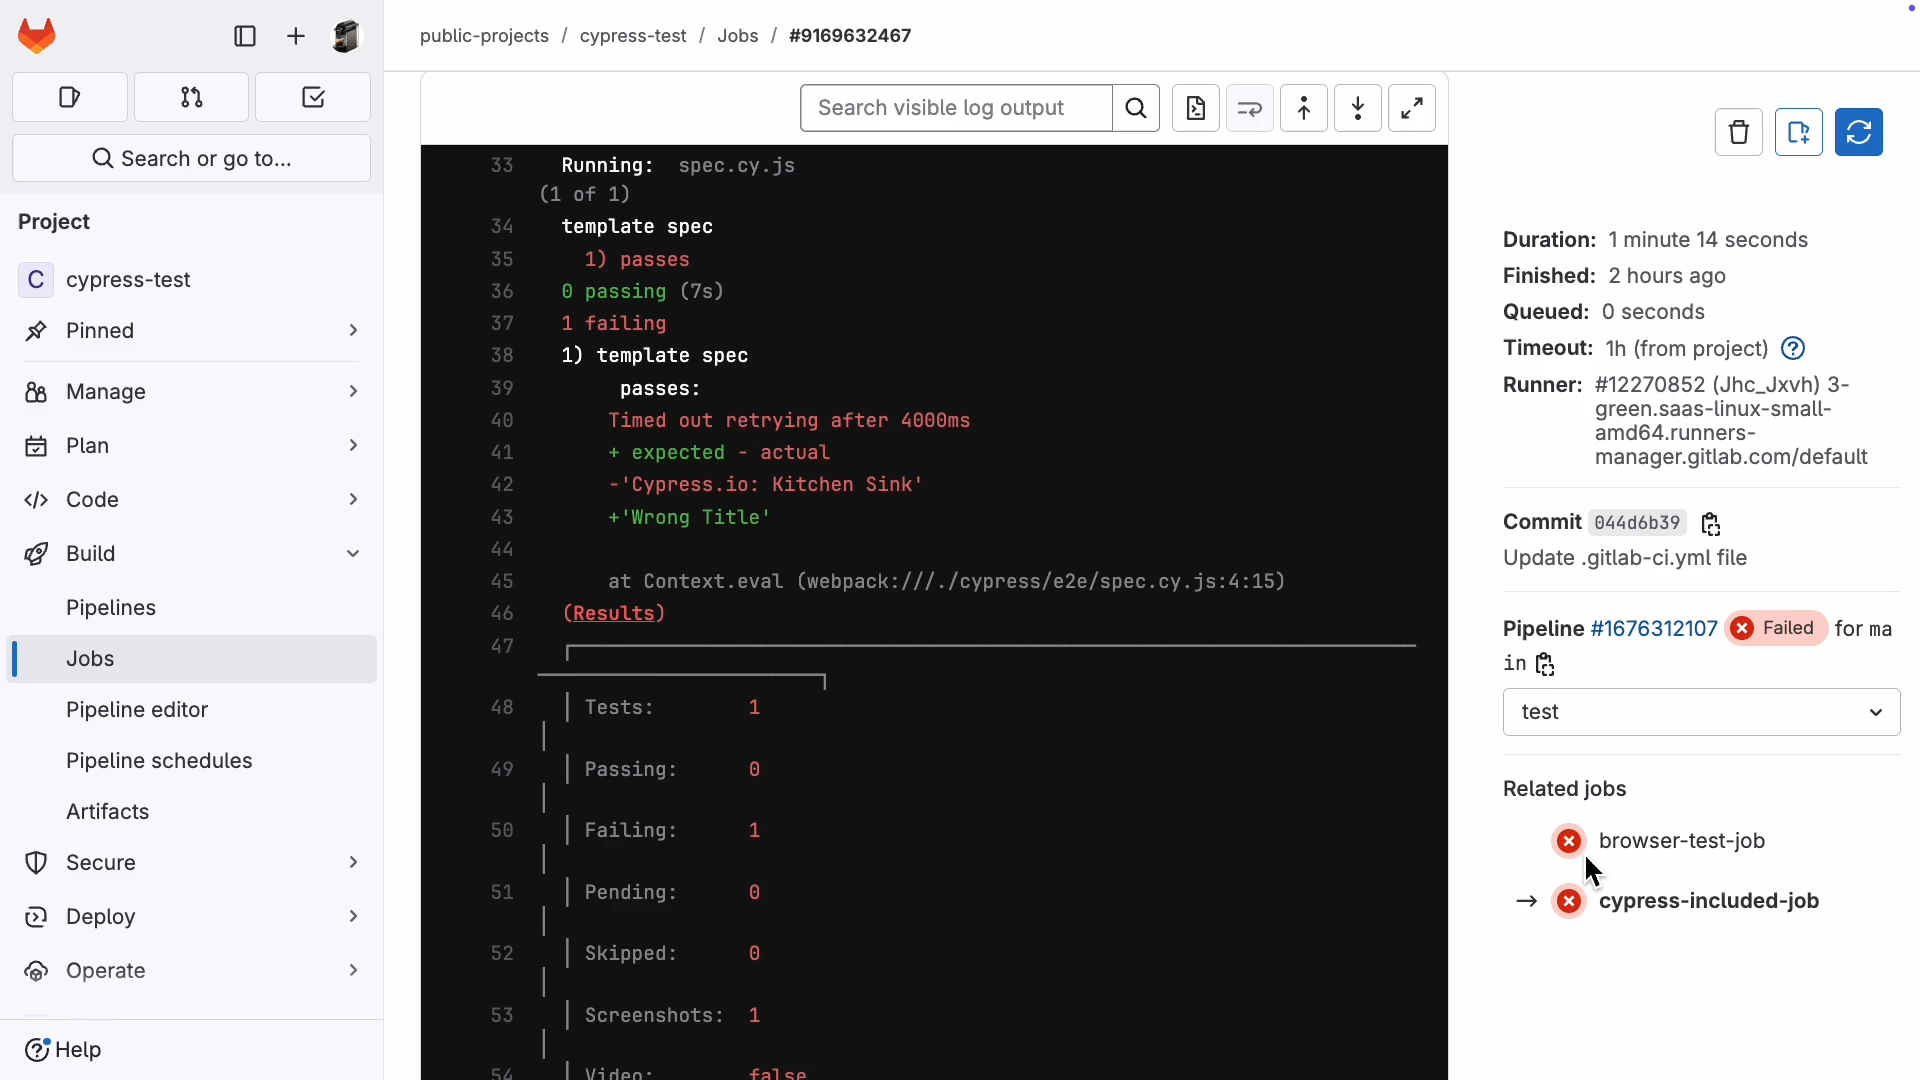 public-projects / cypress-test / Jobs / #9169632467
Search or go to...
Project
C cypress-test
Pinned
Manage
Plan
Code
Build
Pipelines
Jobs
Pipeline editor
Pipeline schedules
Artifacts
Secure
Deploy
Operate
Help
Search visible log output
33 Running: spec.cy.js
(1 of 1)
34 template spec
35 1) passes
36 0 passing (7s)
37 1 failing
38 1) template spec
39 passes:
40 Timed out retrying after 4000ms
41 + expected - actual
42 -'Cypress.io: Kitchen Sink'
43 +'Wrong Title'
44
45 at Context.eval (webpack:///./cypress/e2e/spec.cy.js:4:15)
46 (Results)
47
48 Tests: 1
49 Passing: 0
50 Failing: 1
51 Pending: 0
52 Skipped: 0
53 Screenshots: 1
54 Video: false
Duration: 1 minute 14 seconds
Finished: 2 hours ago
Queued: 0 seconds
Timeout: 1h (from project)
Runner: #12270852 (Jhc_Jxvh) 3-
green.saas-linux-small-
amd64.runners-
manager.gitlab.com/default
Commit 044d6b39
Update .gitlab-ci.yml file
Pipeline #1676312107 Failed for ma
in
test
Related jobs
browser-test-job
→ cypress-included-job